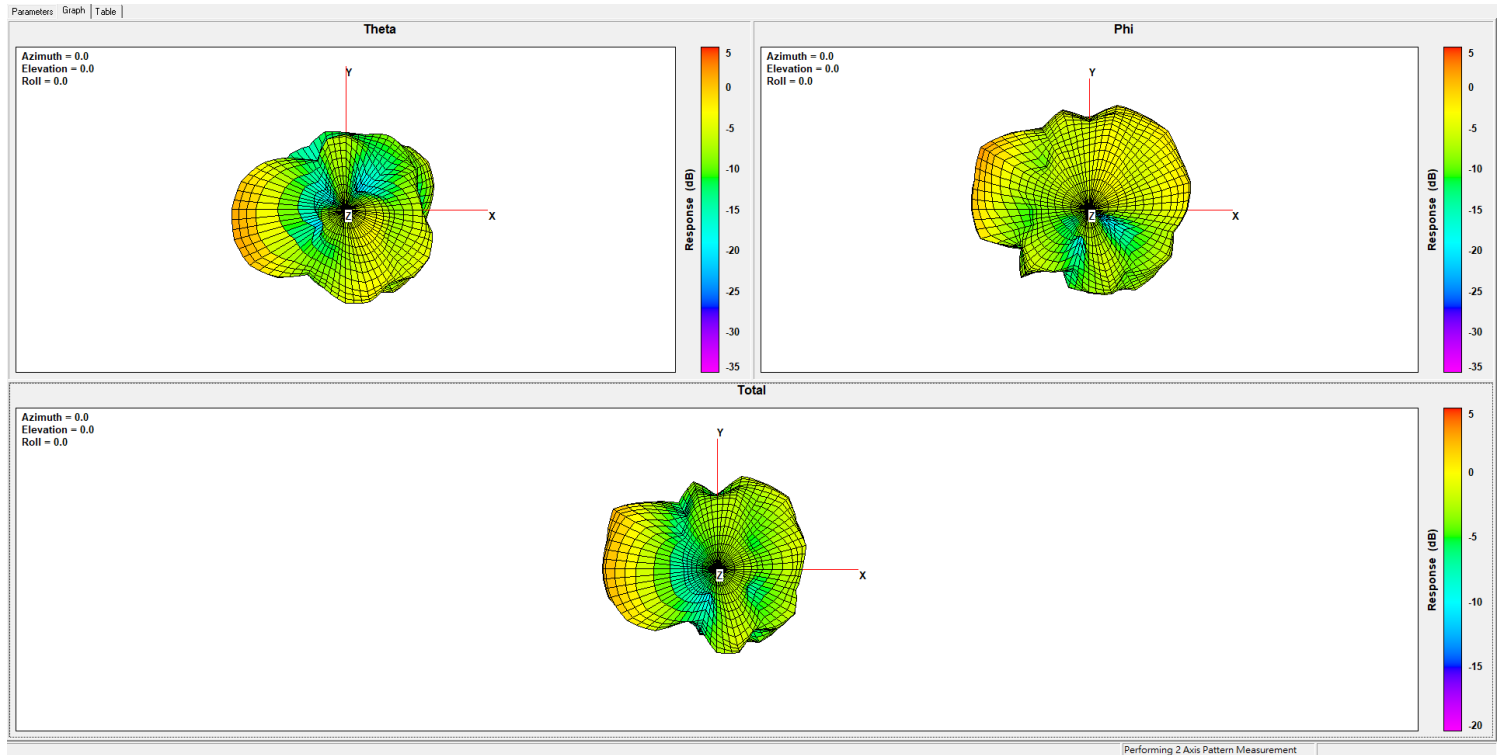 Parameters Graph Table
Theta
Azimuth = 0.0
Elevation = 0.0
Roll = 0.0
Y
X
Z
5
0
-5
-10
-15
-20
-25
-30
-35
Response (dB)
Phi
Azimuth = 0.0
Elevation = 0.0
Roll = 0.0
Y
X
Z
5
0
-5
-10
-15
-20
-25
-30
-35
Response (dB)
Total
Azimuth = 0.0
Elevation = 0.0
Roll = 0.0
Y
X
Z
5
0
-5
-10
-15
-20
Response (dB)
Performing 2 Axis Pattern Measurement